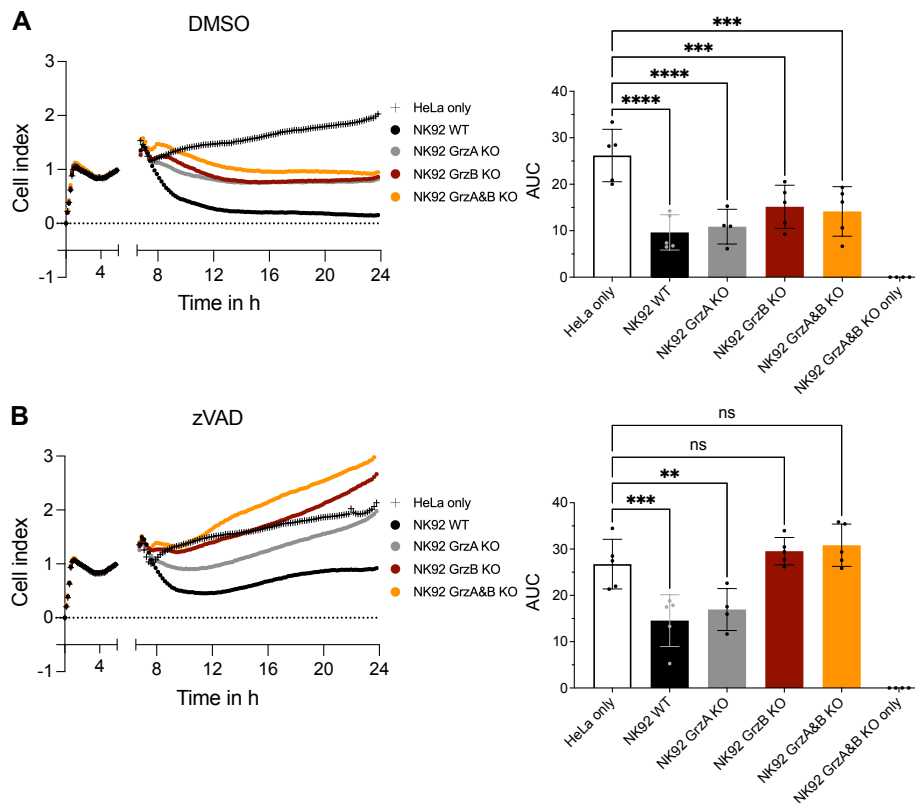 A
DMSO
Cell index
3
2
1
0
-1
4
8
12
16
20
24
Time in h
HeLa only
NK92 WT
NK92 GrzA KO
NK92 GrzB KO
NK92 GrzA&B KO
***
***
****
****
AUC
40
30
20
10
0
HeLa only
NK92 WT
NK92 GrzA KO
NK92 GrzB KO
NK92 GrzA&B KO
NK92 GrzA&B KO only
B
zVAD
Cell index
3
2
1
0
-1
4
8
12
16
20
24
Time in h
HeLa only
NK92 WT
NK92 GrzA KO
NK92 GrzB KO
NK92 GrzA&B KO
ns
ns
**
***
AUC
40
30
20
10
0
HeLa only
NK92 WT
NK92 GrzA KO
NK92 GrzB KO
NK92 GrzA&B KO
NK92 GrzA&B KO only